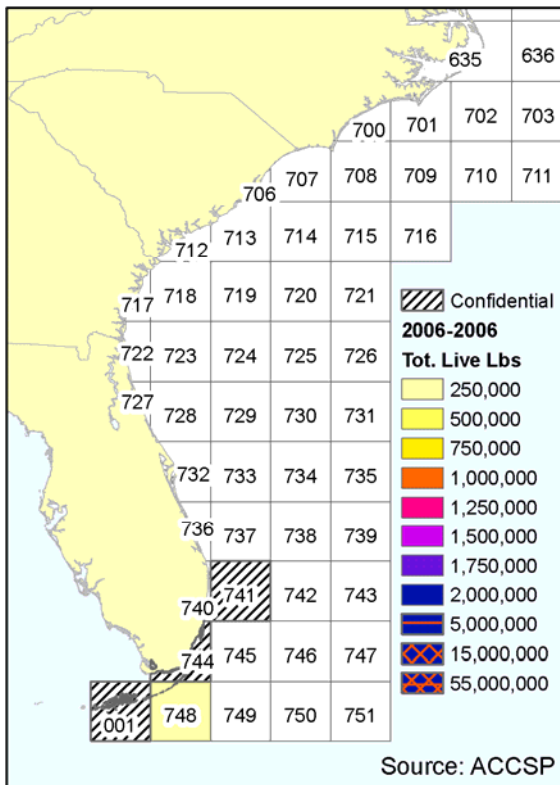 635 636
700 701 702 703
706 707 708 709 710 711
712 713 714 715 716
717 718 719 720 721
722 723 724 725 726
727 728 729 730 731
732 733 734 735
736 737 738 739
740 741 742 743
744 745 746 747
001 748 749 750 751
Confidential
2006-2006
Tot. Live Lbs
250,000
500,000
750,000
1,000,000
1,250,000
1,500,000
1,750,000
2,000,000
5,000,000
15,000,000
55,000,000
Source: ACCSP